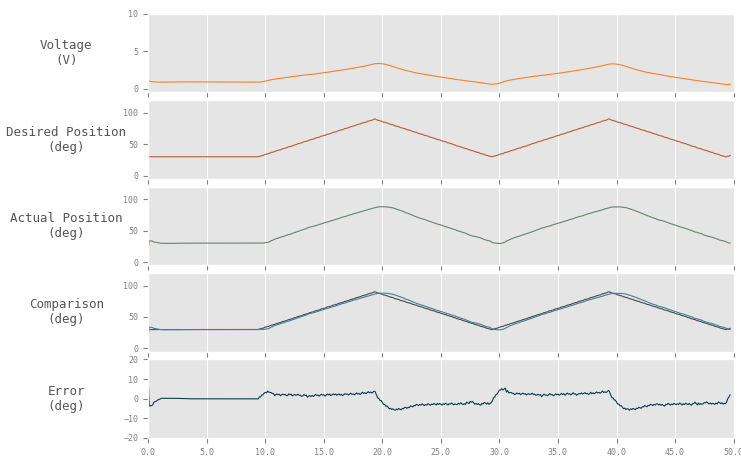 10
5
0
Voltage
(V)
100
50
0
Desired Position
(deg)
100
50
0
Actual Position
(deg)
100
50
0
Comparison
(deg)
20
10
0
−10
−20
Error
(deg)
0.0 5.0 10.0 15.0 20.0 25.0 30.0 35.0 40.0 45.0 50.0